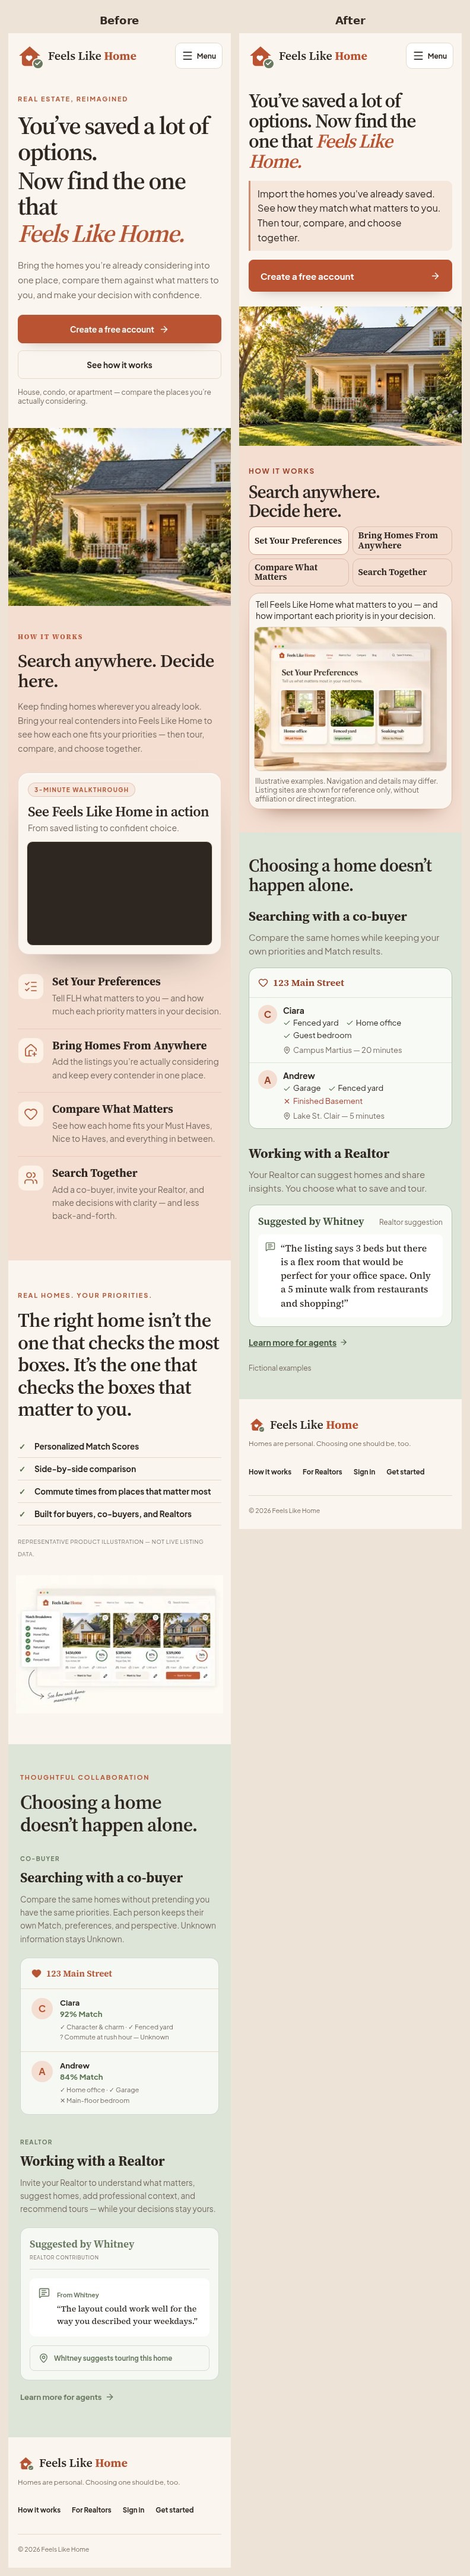 Before
Feels Like Home
Menu
REAL ESTATE, REIMAGINED
You've saved a lot of
options.
Now find the one
that
Feels Like Home.
Bring the homes you're already considering into
one place, compare them against what matters to
you, and make your decision with confidence.
Create a free account →
See how it works
House, condo, or apartment — compare the places you're
actually considering.
HOW IT WORKS
Search anywhere. Decide
here.
Keep finding homes wherever you already look.
Bring your real contenders into Feels Like Home to
see how each one fits your priorities — then tour,
compare, and choose together.
3-MINUTE WALKTHROUGH
See Feels Like Home in action
From saved listing to confident choice.
Set Your Preferences
Tell FLH what matters to you — and how
much each priority matters in your decision.
Bring Homes From Anywhere
Add the listings you're actually considering
and keep every contender in one place.
Compare What Matters
See how each home fits your Must Haves,
Nice to Haves, and everything in between.
Search Together
Add a co-buyer, invite your Realtor, and
make decisions with clarity — and less
back-and-forth.
REAL HOMES. YOUR PRIORITIES.
The right home isn't the
one that checks the most
boxes. It's the one that
checks the boxes that
matter to you.
✓ Personalized Match Scores
✓ Side-by-side comparison
✓ Commute times from places that matter most
✓ Built for buyers, co-buyers, and Realtors
REPRESENTATIVE PRODUCT ILLUSTRATION — NOT LIVE LISTING
DATA.
Feels Like Home
See how each home
measures up.
THOUGHTFUL COLLABORATION
Choosing a home
doesn't happen alone.
CO-BUYER
Searching with a co-buyer
Compare the same homes without pretending you
have the same priorities. Each person keeps their
own Match, preferences, and perspective. Unknown
information stays Unknown.
123 Main Street
C
Ciara
92% Match
✓ Character & charm · ✓ Fenced yard
? Commute at rush hour — Unknown
A
Andrew
84% Match
✓ Home office · ✓ Garage
✕ Main-floor bedroom
REALTOR
Working with a Realtor
Invite your Realtor to understand what matters,
suggest homes, add professional context, and
recommend tours — while your decisions stay yours.
Suggested by Whitney
REALTOR CONTRIBUTION
From Whitney
“The layout could work well for the
way you described your weekdays.”
Whitney suggests touring this home
Learn more for agents →
Feels Like Home
Homes are personal. Choosing one should be, too.
How it works For Realtors Sign in Get started
© 2026 Feels Like Home
After
Feels Like Home
Menu
You've saved a lot of
options. Now find the
one that Feels Like
Home.
Import the homes you've already saved.
See how they match what matters to you.
Then tour, compare, and choose
together.
Create a free account →
HOW IT WORKS
Search anywhere.
Decide here.
Set Your Preferences
Bring Homes From
Anywhere
Compare What
Matters
Search Together
Tell Feels Like Home what matters to you — and
how important each priority is in your decision.
Feels Like Home
Set Your Preferences
Home office
Fenced yard
Soaking tub
Illustrative examples. Navigation and details may differ.
Listing sites are shown for reference only, without
affiliation or direct integration.
Choosing a home doesn't
happen alone.
Searching with a co-buyer
Compare the same homes while keeping your
own priorities and Match results.
123 Main Street
C
Ciara
✓ Fenced yard ✓ Home office
✓ Guest bedroom
Campus Martius — 20 minutes
A
Andrew
✓ Garage ✓ Fenced yard
✕ Finished Basement
Lake St. Clair — 5 minutes
Working with a Realtor
Your Realtor can suggest homes and share
insights. You choose what to save and tour.
Suggested by Whitney
Realtor suggestion
“The listing says 3 beds but there
is a flex room that would be
perfect for your office space. Only
a 5 minute walk from restaurants
and shopping!”
Learn more for agents →
Fictional examples
Feels Like Home
Homes are personal. Choosing one should be, too.
How it works For Realtors Sign in Get started
© 2026 Feels Like Home